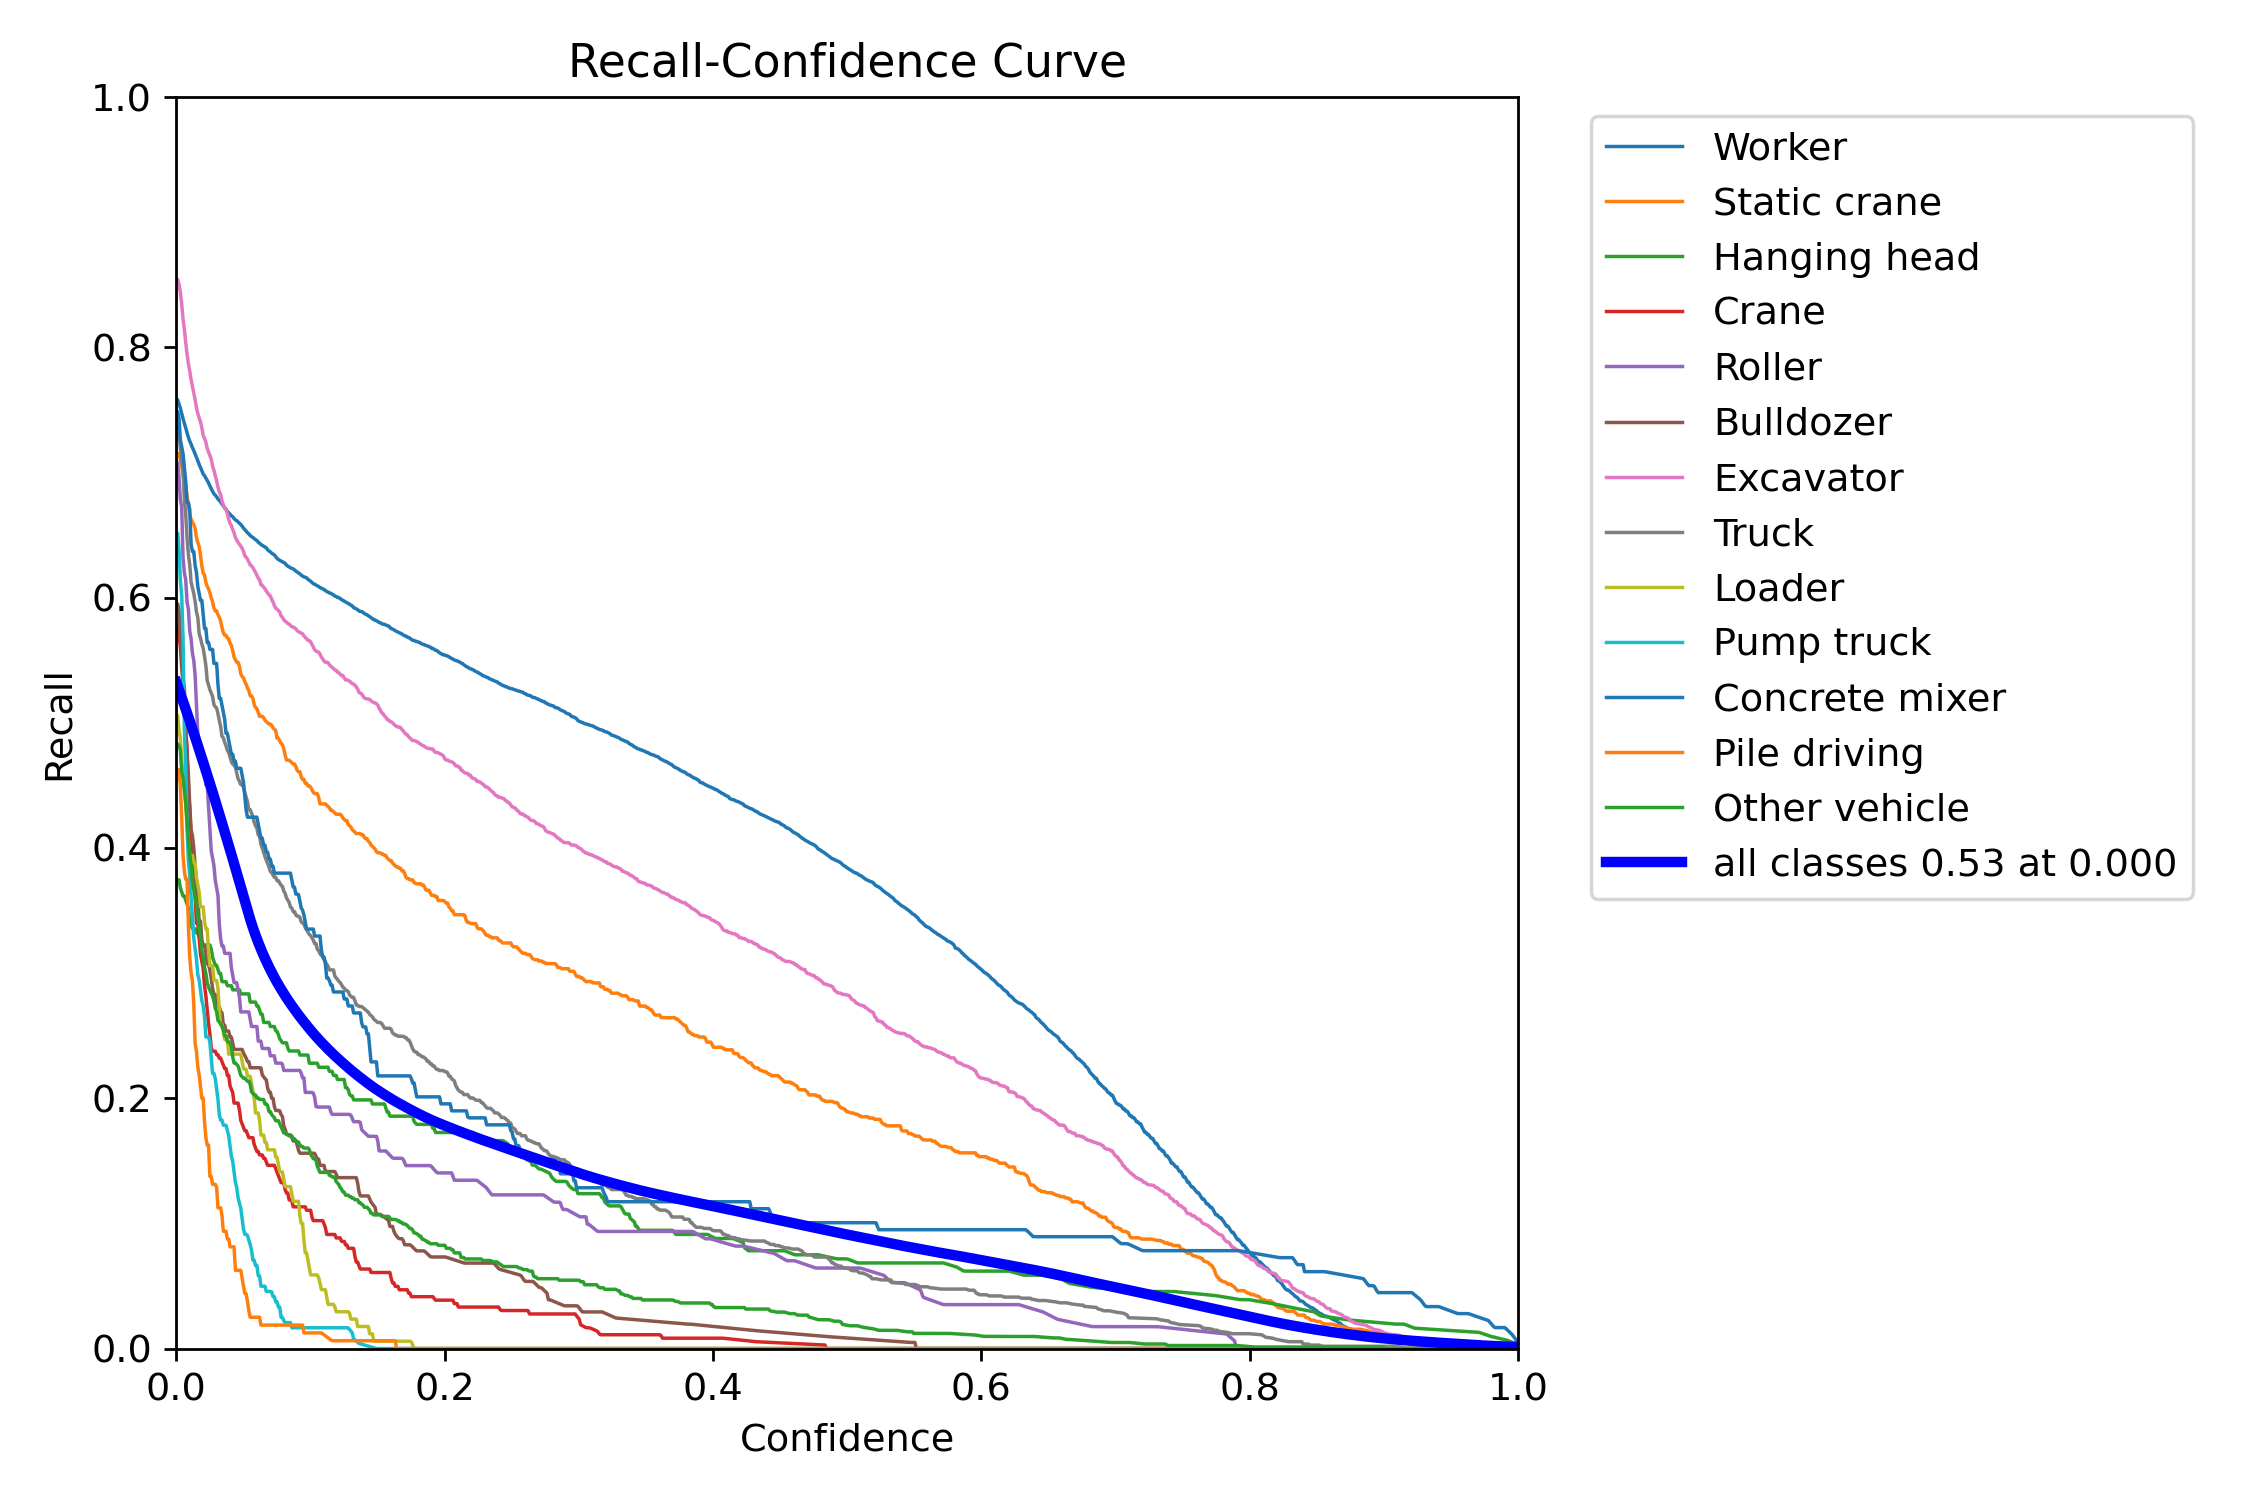 Recall-Confidence Curve
1.0
0.8
0.6
0.4
0.2
0.0
Recall
0.0 0.2 0.4 0.6 0.8 1.0
Confidence
Worker
Static crane
Hanging head
Crane
Roller
Bulldozer
Excavator
Truck
Loader
Pump truck
Concrete mixer
Pile driving
Other vehicle
all classes 0.53 at 0.000